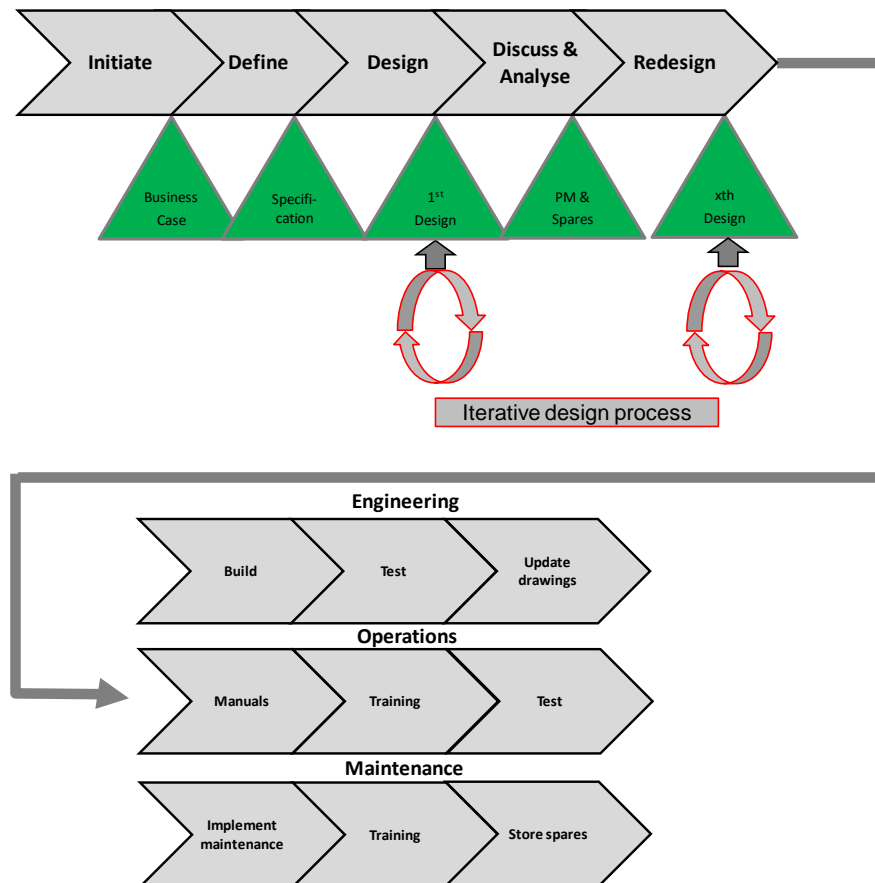 Initiate
Define
Design
Discuss &
Analyse
Redesign
Business
Case
Specifi-
cation
1st
Design
PM &
Spares
xth
Design
Iterative design process
Engineering
Build
Test
Update
drawings
Operations
Manuals
Training
Test
Maintenance
Implement
maintenance
Training
Store spares